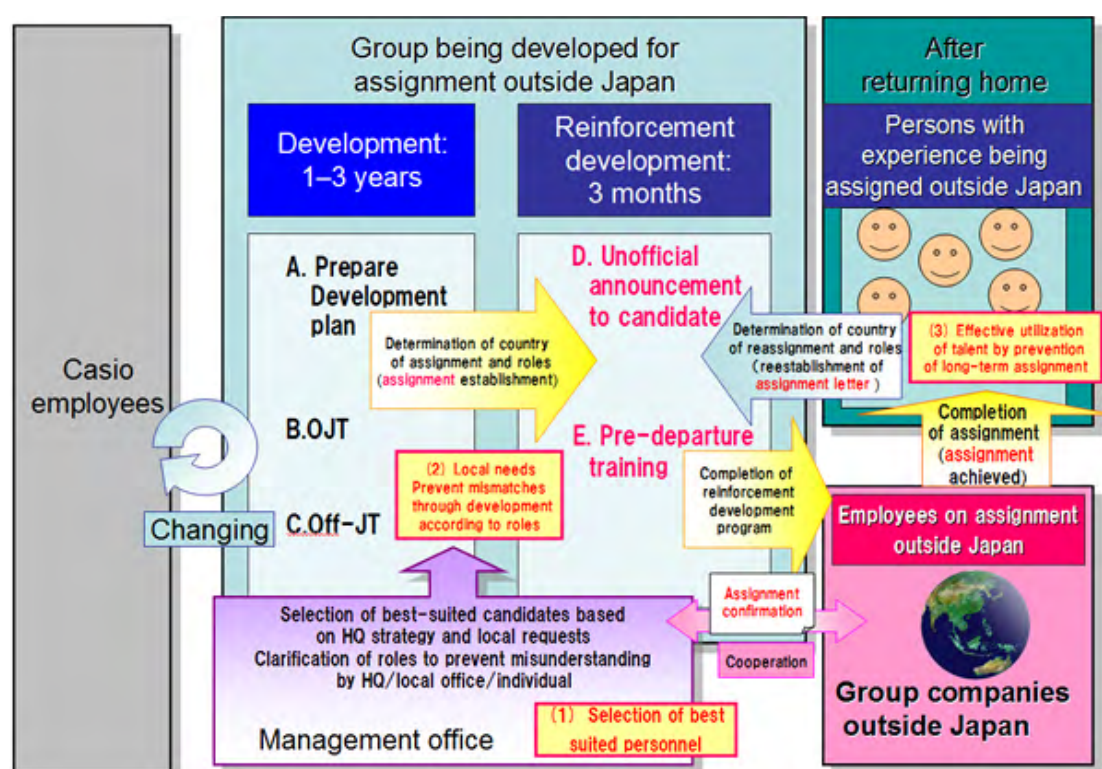 Casio
employees
Changing
Group being developed for
assignment outside Japan
Development:
1–3 years
A. Prepare
Development
plan
B.OJT
C.Off-JT
Determination of country
of assignment and roles
(assignment establishment)
(2) Local needs
Prevent mismatches
through development
according to roles
Reinforcement
development:
3 months
D. Unofficial
announcement
to candidate
E. Pre-departure
training
Determination of country
of reassignment and roles
(reestablishment of
assignment letter )
Completion of
reinforcement
development
program
After
returning home
Persons with
experience being
assigned outside Japan
(3) Effective utilization
of talent by prevention
of long-term assignment
Completion
of assignment
(assignment
achieved)
Employees on assignment
outside Japan
Group companies
outside Japan
Assignment
confirmation
Cooperation
Selection of best-suited candidates based
on HQ strategy and local requests
Clarification of roles to prevent misunderstanding
by HQ/local office/individual
Management office
(1) Selection of best
suited personnel